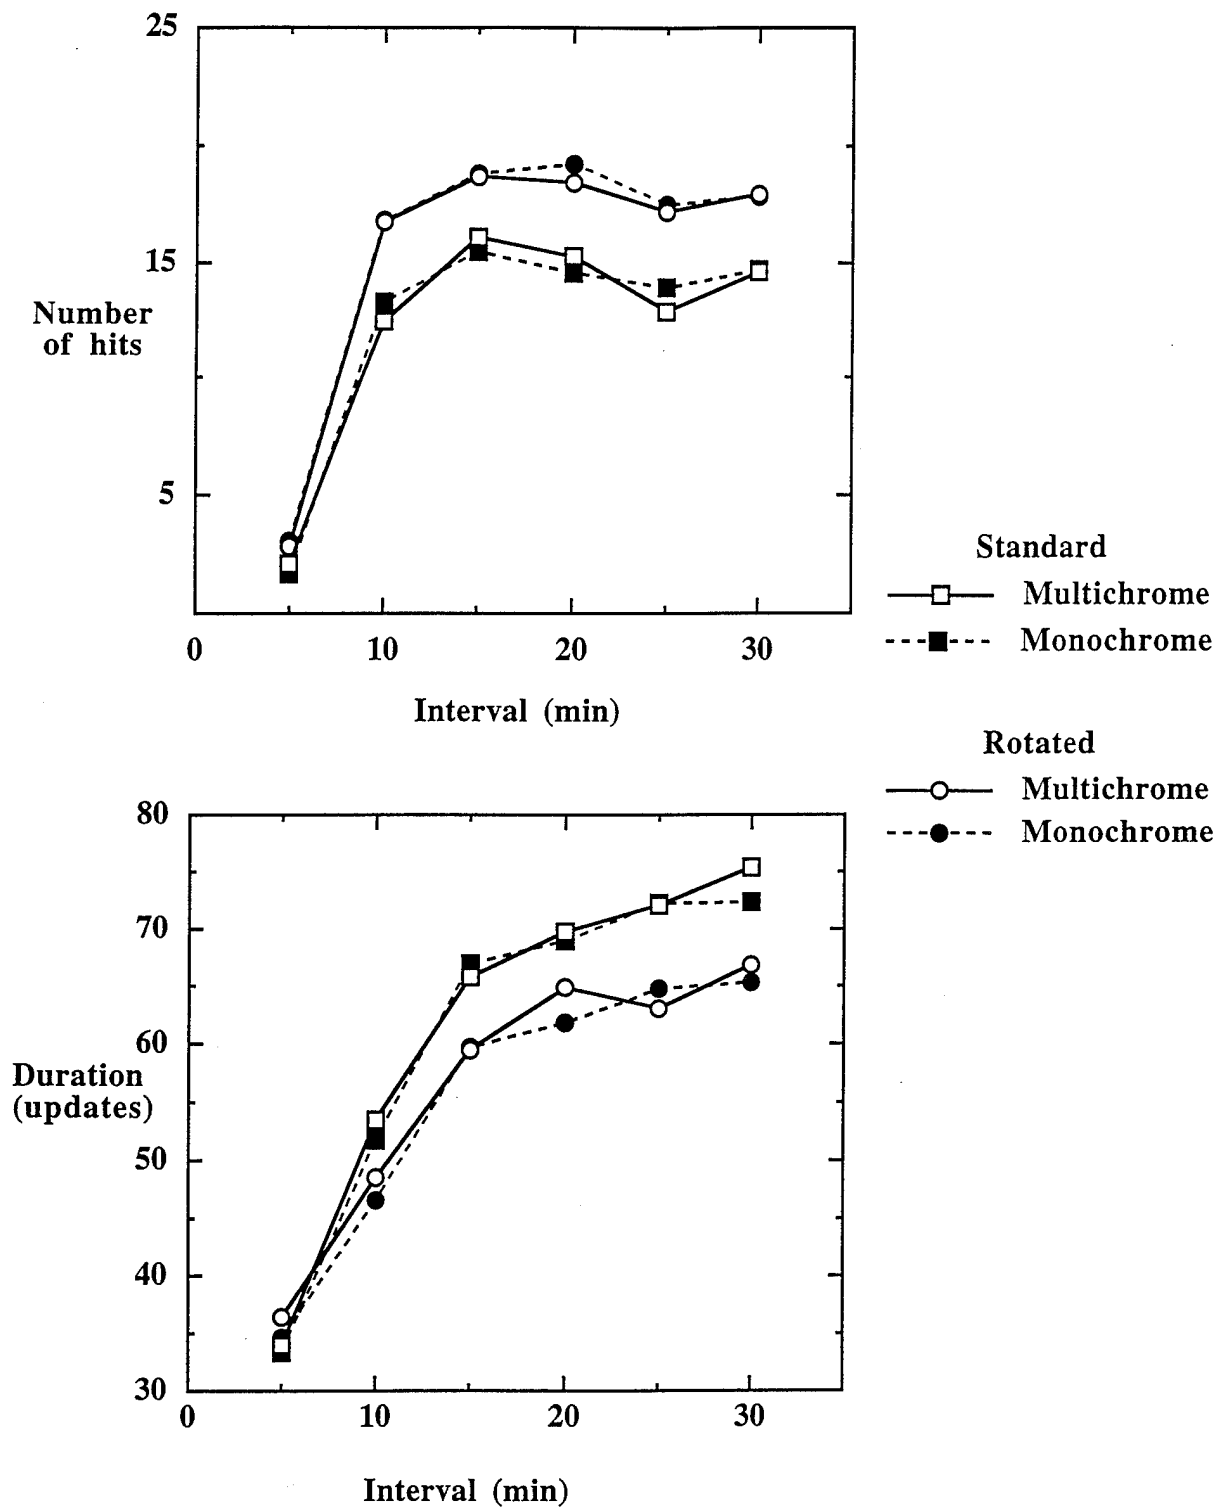 25
15
Number
of hits
5
0 10 20 30
Interval (min)
Standard
Multichrome
Monochrome
Rotated
Multichrome
Monochrome
80
70
60
Duration
(updates)
50
40
30
0 10 20 30
Interval (min)